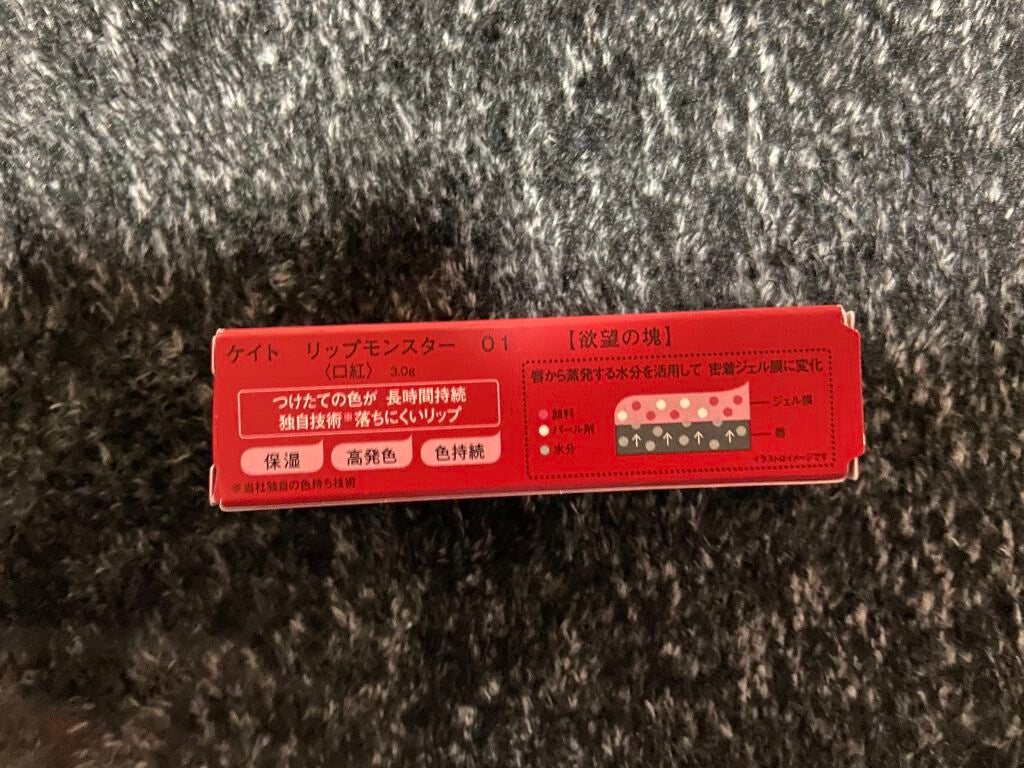 ケイト リップモンスター 01 【欲望の塊】
〈口紅〉 3.0g
つけたての色が 長時間持続
独自技術※落ちにくいリップ
保湿 高発色 色持続
※当社独自の色持ち技術
唇から蒸発する水分を活用して 密着ジェル膜に変化
顔料
パール剤
水分
ジェル膜
唇
イラストはイメージです